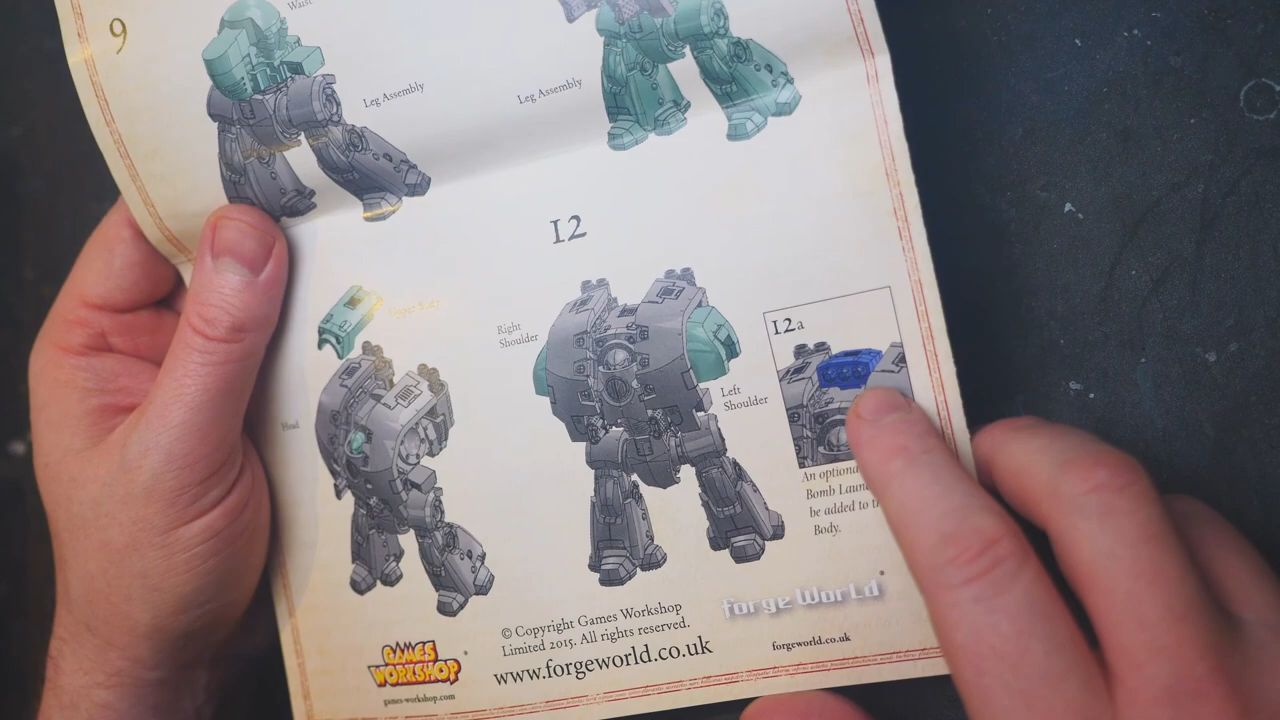 9
Waist
Leg Assembly
Leg Assembly
12
Upper Body
Head
Right
Shoulder
Left
Shoulder
12a
An optional
Bomb
be added to
Body.
© Copyright Games Workshop
Limited 2015. All rights reserved.
www.forgeworld.co.uk
forge World
forgeworld.co.uk
GAMES
WORKSHOP
games-workshop.com